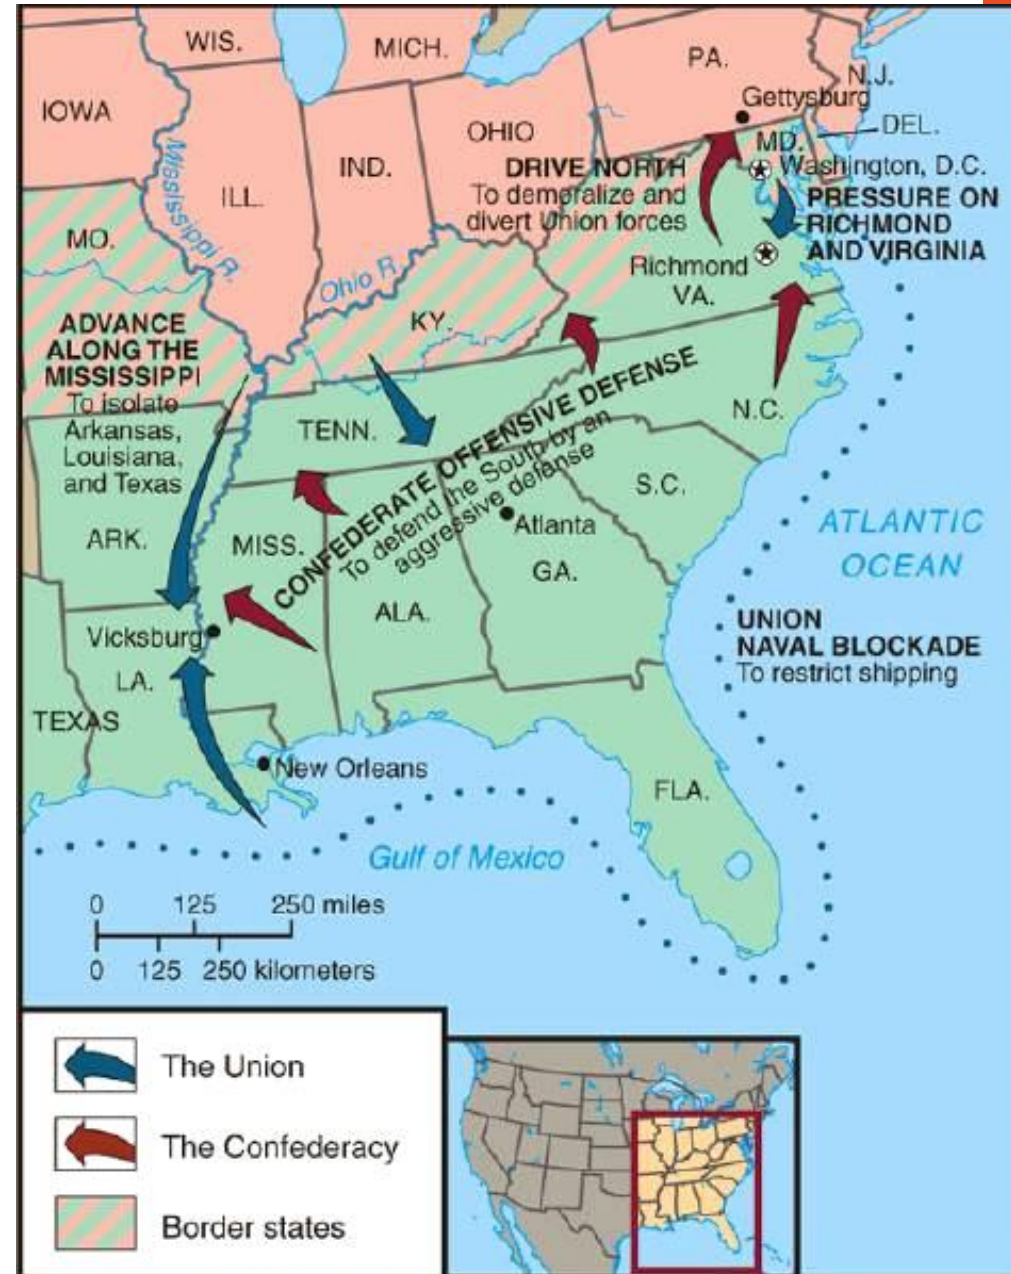 WIS.
MICH.
PA.
N.J.
IOWA
Gettysburg
OHIO
DEL.
MD.
IND.
DRIVE NORTH
To demoralize and
divert Union forces
Washington, D.C.
ILL.
Mississippi R.
PRESSURE ON
RICHMOND
AND VIRGINIA
MO.
Ohio R.
Richmond
VA.
KY.
ADVANCE
ALONG THE
MISSISSIPPI
To isolate
Arkansas,
Louisiana,
and Texas
TENN.
N.C.
CONFEDERATE OFFENSIVE DEFENSE
To defend the South by an
aggressive defense
S.C.
ARK.
MISS.
Atlanta
GA.
ATLANTIC
OCEAN
ALA.
Vicksburg
UNION
NAVAL BLOCKADE
To restrict shipping
LA.
TEXAS
New Orleans
FLA.
Gulf of Mexico
0 125 250 miles
0 125 250 kilometers
The Union
The Confederacy
Border states